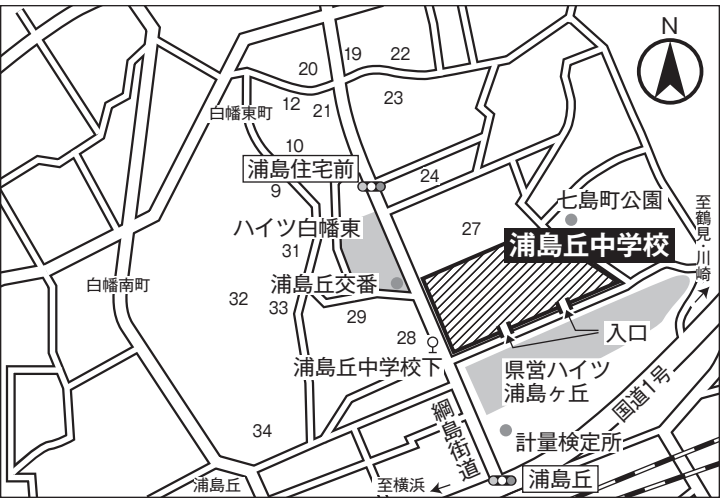 N
19
22
20
23
12
21
白幡東町
10
浦島住宅前
24
9
七島町公園
至鶴見・川崎
ハイツ白幡東
27
浦島丘中学校
31
浦島丘交番
白幡南町
32
33
29
28
入口
浦島丘中学校下
県営ハイツ
浦島ヶ丘
国道1号
綱島街道
34
計量検定所
浦島丘
至横浜
浦島丘